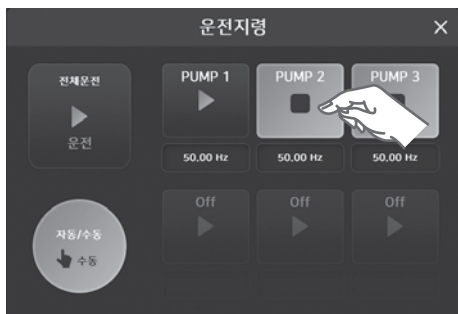 운전지령
전체운전
운전
PUMP 1
PUMP 2
PUMP 3
50.00 Hz
50.00 Hz
50.00 Hz
Off
Off
Off
자동/수동
수동